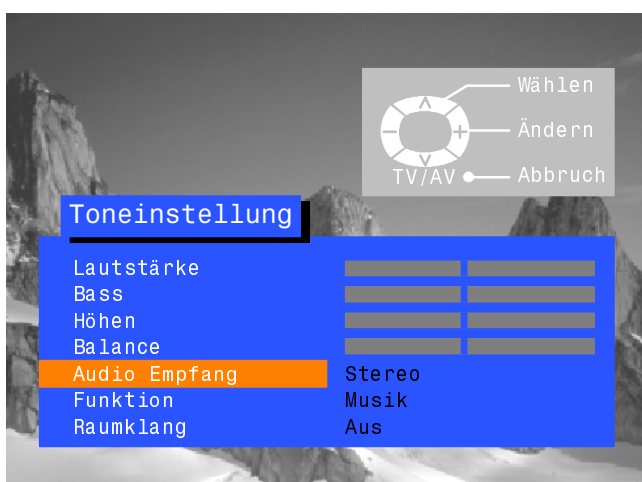 Wählen
Ändern
TV/AV Abbruch
Toneinstellung
Lautstärke
Bass
Höhen
Balance
Audio Empfang Stereo
Funktion Musik
Raumklang Aus